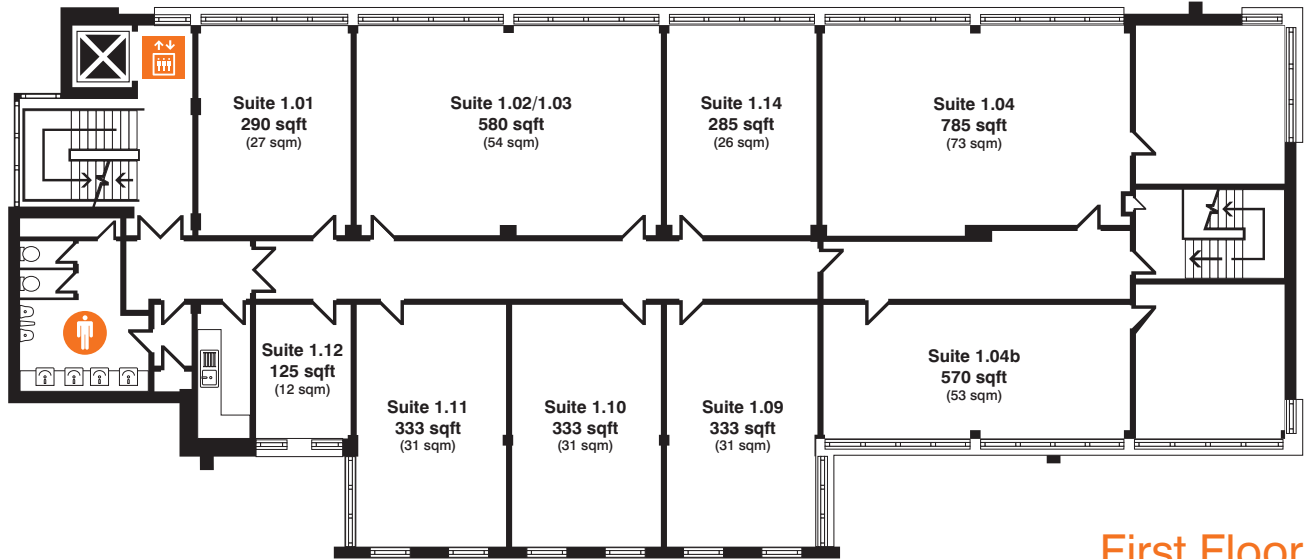 Suite 1.01
290 sqft
(27 sqm)
Suite 1.02/1.03
580 sqft
(54 sqm)
Suite 1.14
285 sqft
(26 sqm)
Suite 1.04
785 sqft
(73 sqm)
Suite 1.12
125 sqft
(12 sqm)
Suite 1.11
333 sqft
(31 sqm)
Suite 1.10
333 sqft
(31 sqm)
Suite 1.09
333 sqft
(31 sqm)
Suite 1.04b
570 sqft
(53 sqm)
First Floor